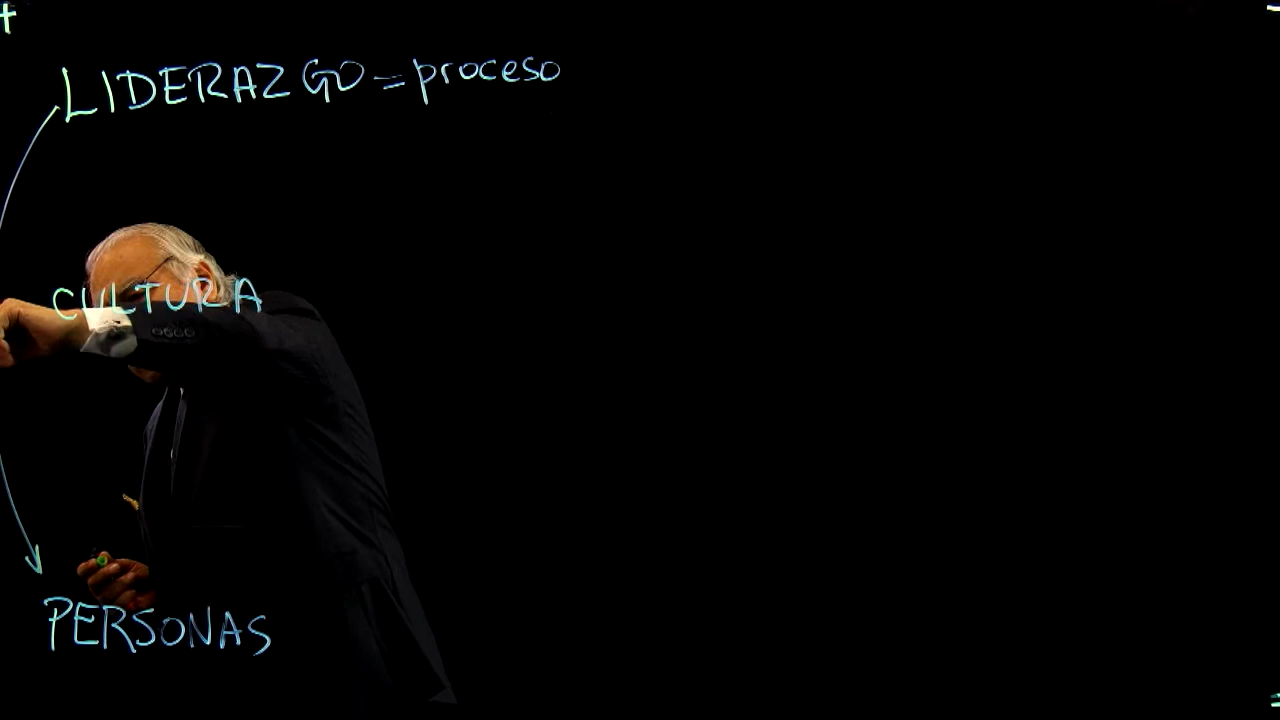 +
LIDERAZGO = proceso
CULTURA
PERSONAS